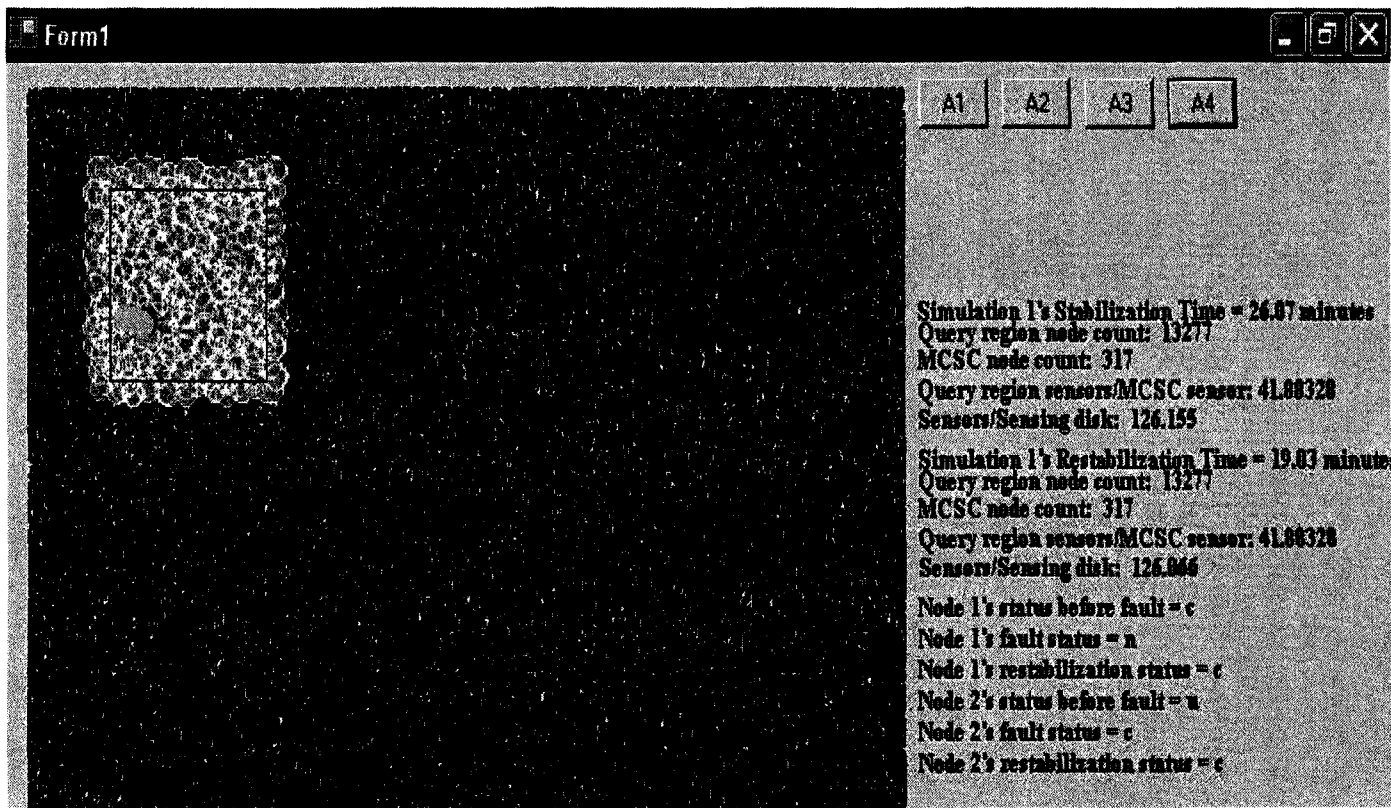 Form1
A1 A2 A3 A4
Simulation 1's Stabilization Time = 26.07 minutes
Query region node count: 13277
MCSC node count: 317
Query region sensors/MCSC sensor: 41.88328
Sensors/Sensing disk: 126.155
Simulation 1's Restabilization Time = 19.03 minutes
Query region node count: 13277
MCSC node count: 317
Query region sensors/MCSC sensor: 41.88328
Sensors/Sensing disk: 126.066
Node 1's status before fault = c
Node 1's fault status = n
Node 1's restabilization status = c
Node 2's status before fault = n
Node 2's fault status = c
Node 2's restabilization status = c